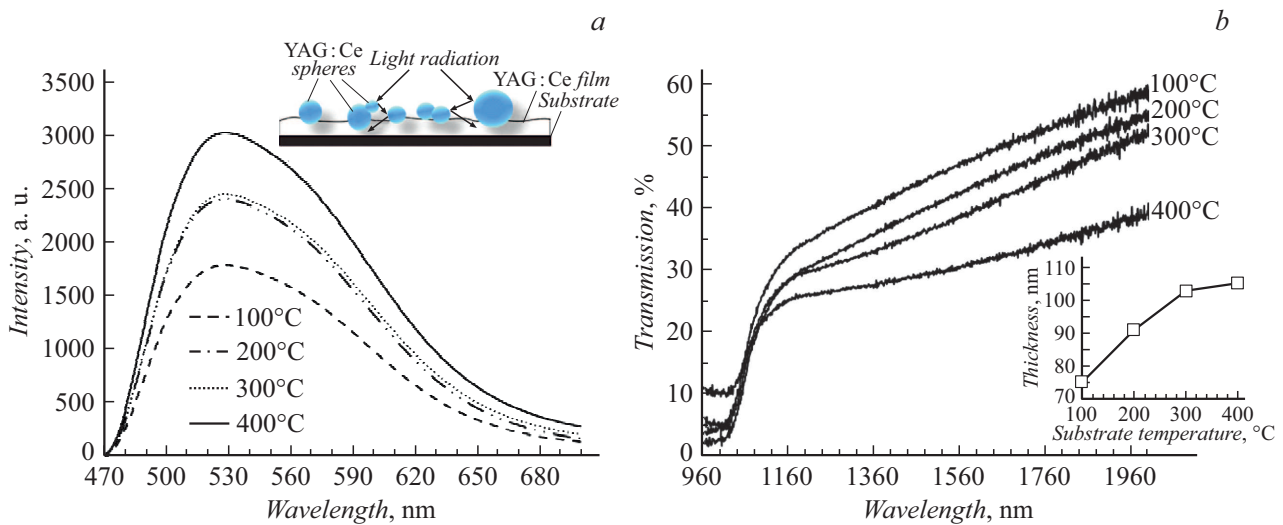 a
YAG:Ce
spheres
Light radiation
YAG:Ce film
Substrate
3500
3000
2500
2000
1500
1000
500
0
Intensity, a. u.
100°C
200°C
300°C
400°C
470 500 530 560 590 610 650 680
Wavelength, nm
b
60
50
40
30
20
10
0
Transmission, %
100°C
200°C
300°C
400°C
110
100
90
80
70
Thickness, nm
100 200 300 400
Substrate temperature, °C
960 1160 1360 1560 1760 1960
Wavelength, nm